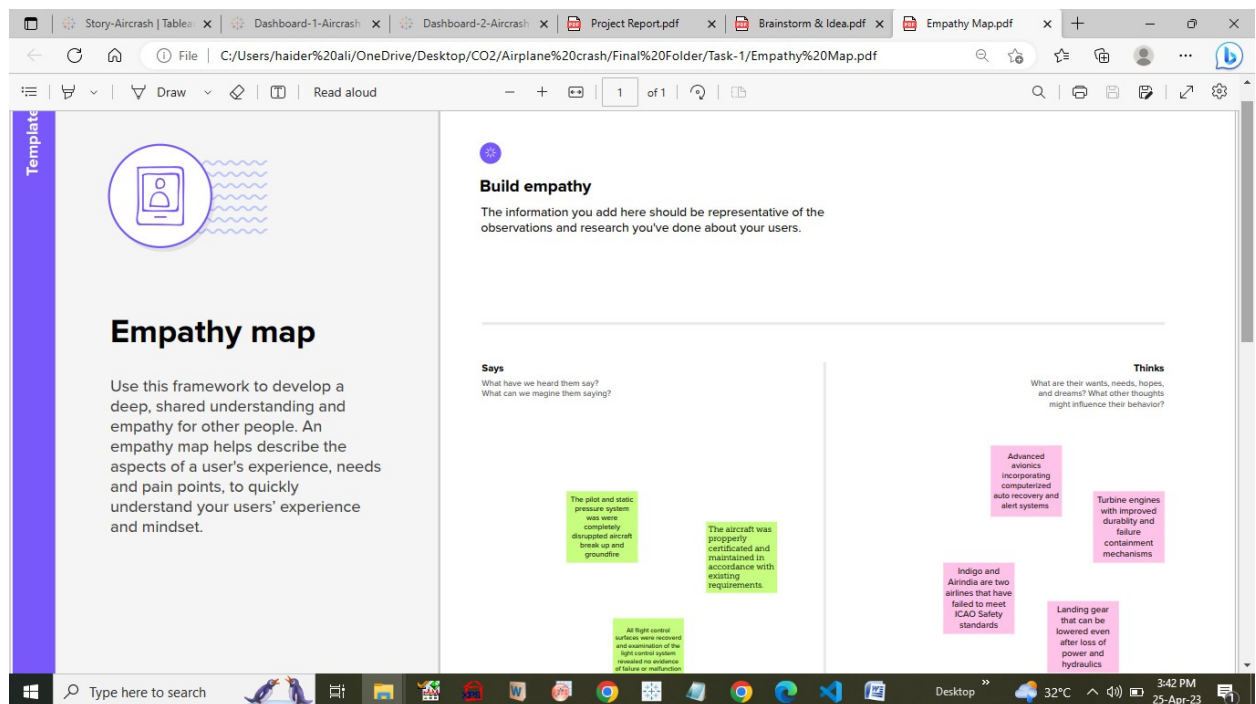 Story-Aircrash | Tablea
Dashboard-1-Aircrash
Dashboard-2-Aircrash
Project Report.pdf
Brainstorm & Idea.pdf
Empathy Map.pdf
File
C:/Users/haider%20ali/OneDrive/Desktop/CO2/Airplane%20crash/Final%20Folder/Task-1/Empathy%20Map.pdf
Draw
Read aloud
1
of 1
Template
Build empathy
The information you add here should be representative of the
observations and research you've done about your users.
Empathy map
Use this framework to develop a
deep, shared understanding and
empathy for other people. An
empathy map helps describe the
aspects of a user's experience, needs
and pain points, to quickly
understand your users' experience
and mindset.
Says
What have we heard them say?
What can we magine them saying?
Thinks
What are their wants, needs, hopes,
and dreams? What other thoughts
might influence their behavior?
The pilot and static
pressure system
was were
completely
disruppted aircraft
break up and
groundfire
The aircraft was
propperly
certificated and
maintained in
accordance with
existing
requirements.
All flight control
surfaces were recoverd
and examination of the
light control system
revealed no evidence
of failure or malfunction
Advanced
avionics
incorporating
computerized
auto recovery and
alert systems
Turbine engines
with improved
durablity and
failure
containment
mechanisms
Indigo and
Airindia are two
airlines that have
failed to meet
ICAO Safety
standards
Landing gear
that can be
lowered even
after loss of
power and
hydraulics
Type here to search
Desktop
32°C
3:42 PM
25-Apr-23